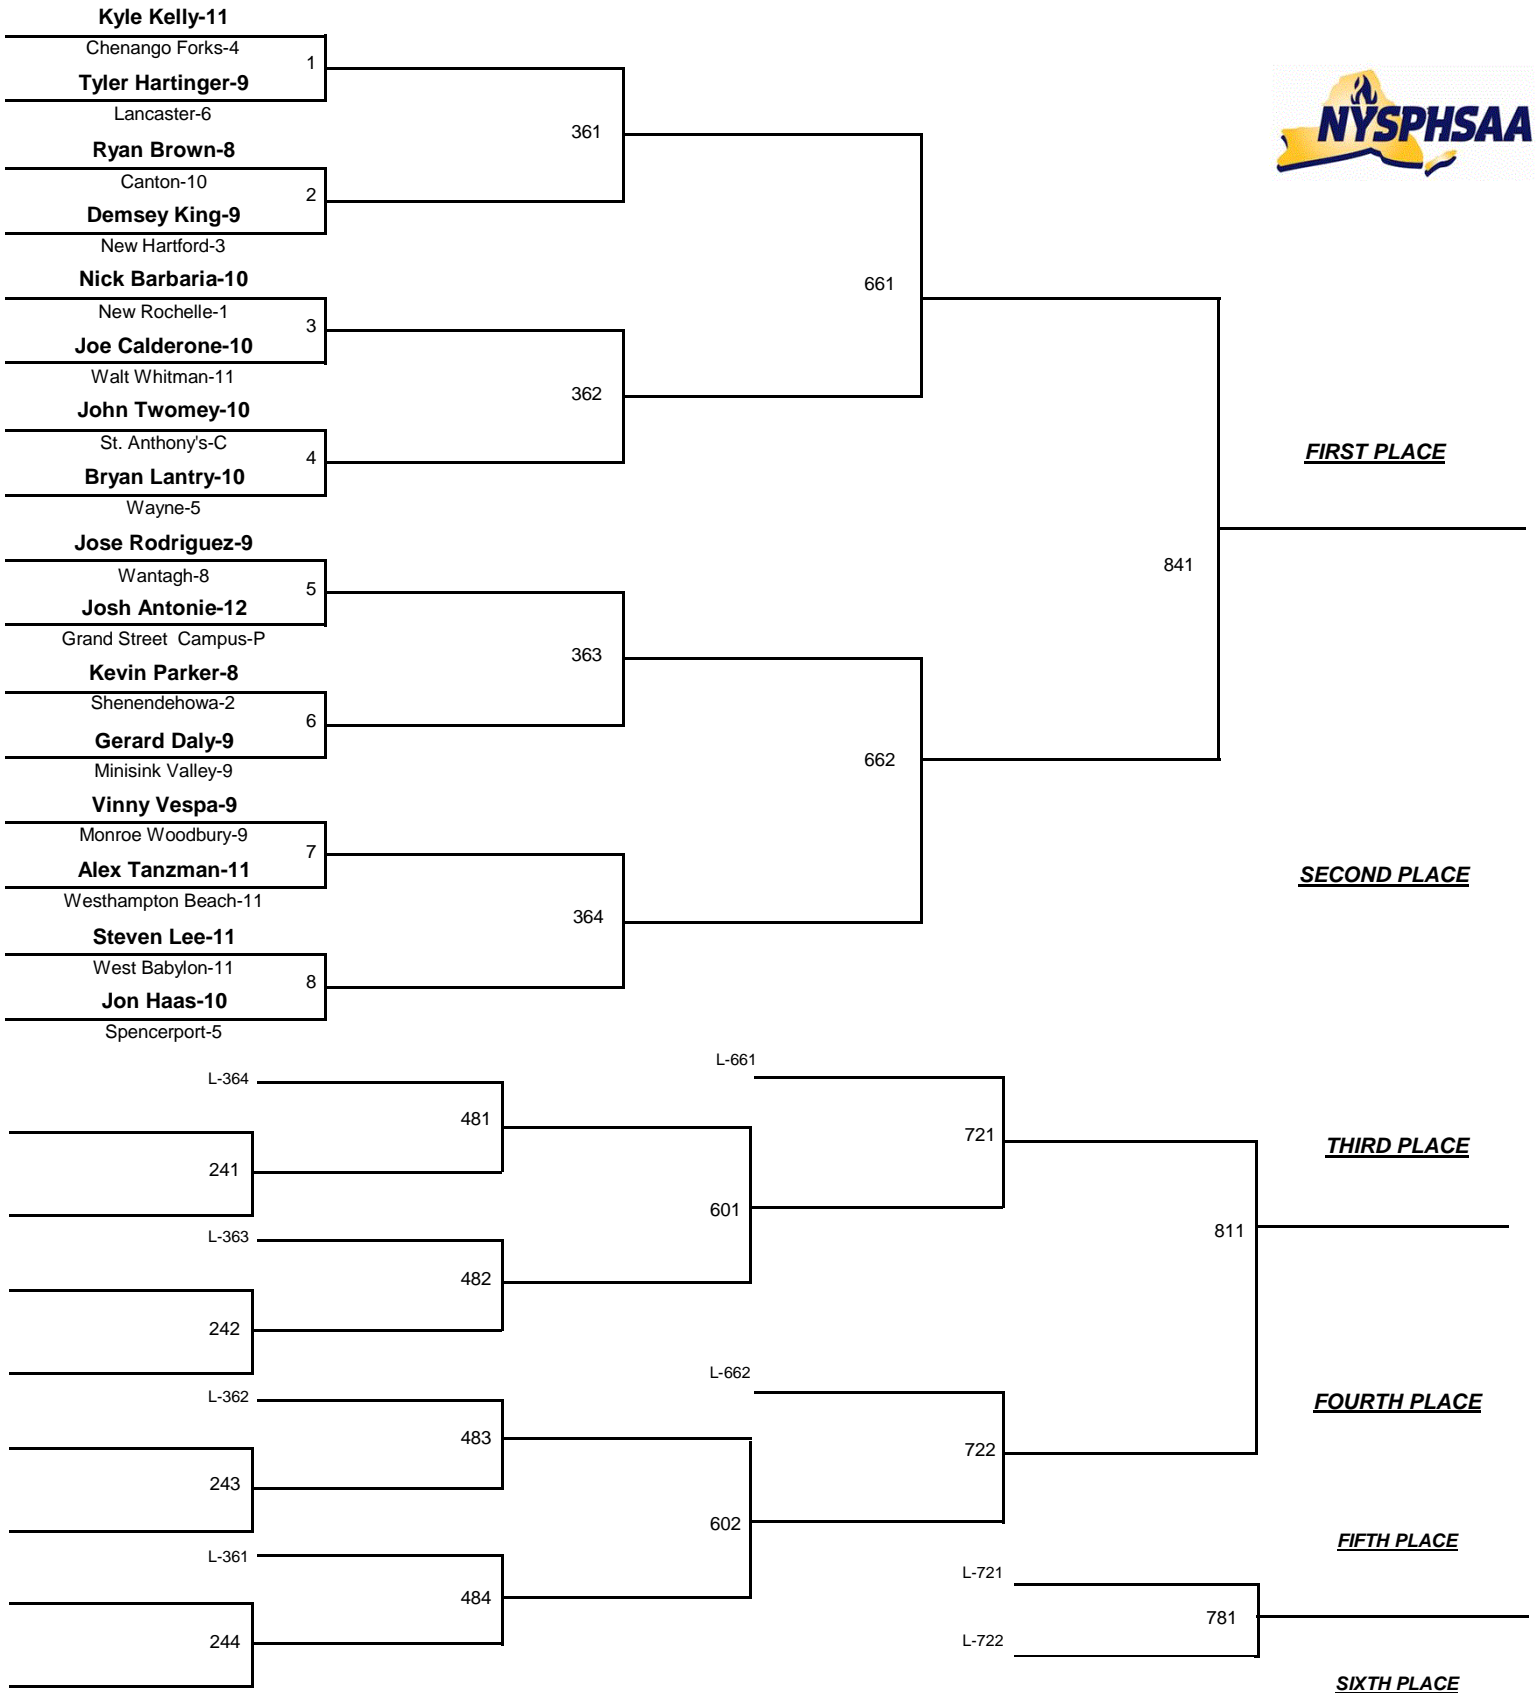 Kyle Kelly-11
Chenango Forks-4
1
Tyler Hartinger-9
Lancaster-6
361
Ryan Brown-8
Canton-10
2
Demsey King-9
New Hartford-3
NYSPHSAA
Nick Barbaria-10
661
New Rochelle-1
3
Joe Calderone-10
Walt Whitman-11
362
John Twomey-10
St. Anthony's-C
4
FIRST PLACE
Bryan Lantry-10
Wayne-5
Jose Rodriguez-9
841
Wantagh-8
5
Josh Antonie-12
Grand Street Campus-P
363
Kevin Parker-8
Shenendehowa-2
6
Gerard Daly-9
662
Minisink Valley-9
Vinny Vespa-9
Monroe Woodbury-9
7
Alex Tanzman-11
SECOND PLACE
Westhampton Beach-11
364
Steven Lee-11
West Babylon-11
8
Jon Haas-10
Spencerport-5
L-661
L-364
481
721
THIRD PLACE
241
601
L-363
811
482
242
L-662
L-362
FOURTH PLACE
483
722
243
602
FIFTH PLACE
L-361
L-721
484
781
244
L-722
SIXTH PLACE